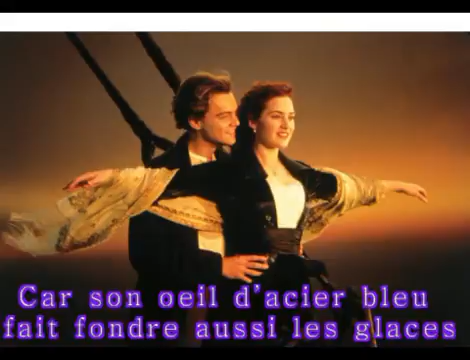 Car son oeil d'acier bleu
fait fondre aussi les glaces